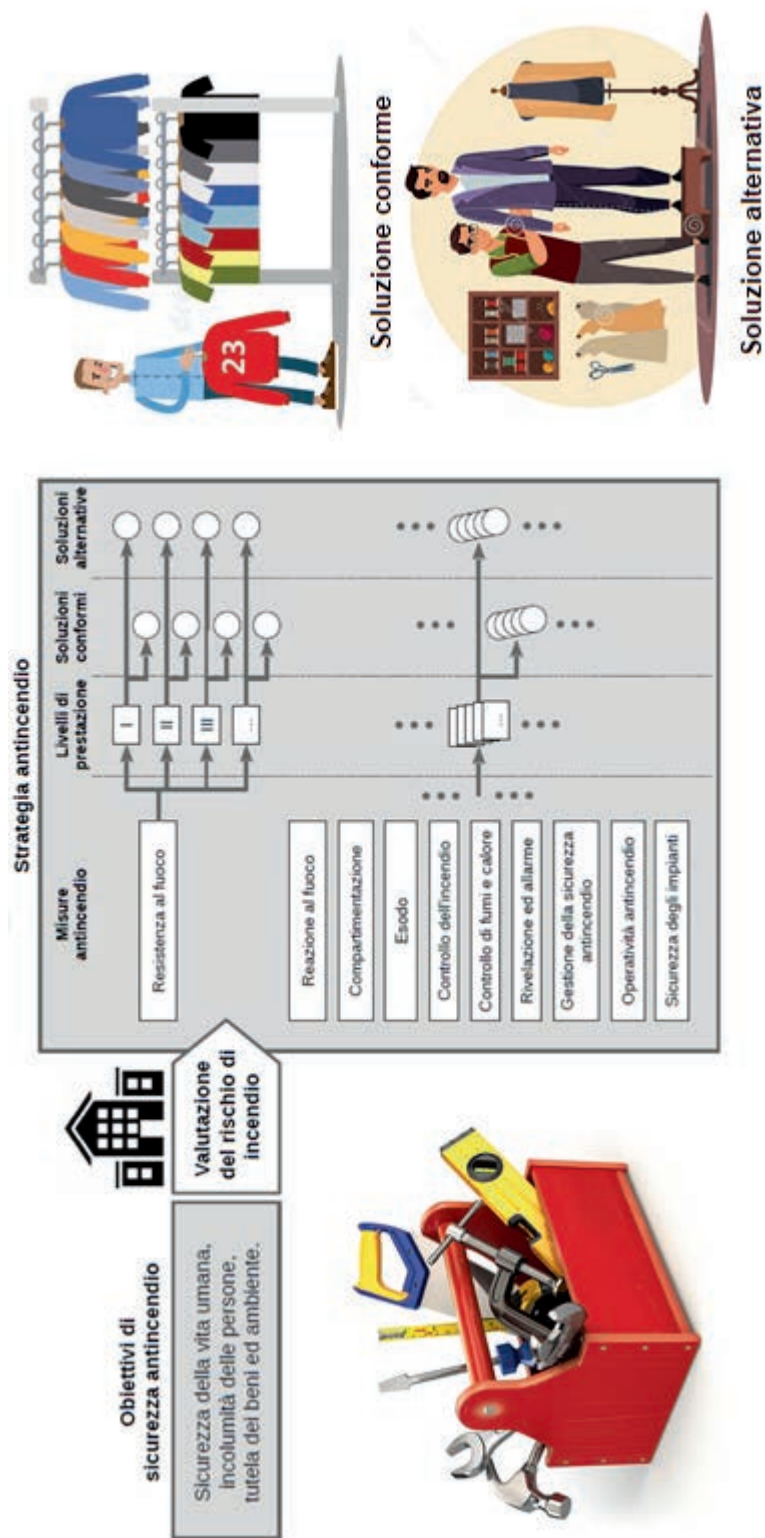 Obiettivi di
sicurezza antincendio
Sicurezza della vita umana,
incolumità delle persone,
tutela dei beni ed ambiente.
Valutazione
del rischio di
incendio
Strategia antincendio
Misure
antincendio
Livelli di
prestazione
Soluzioni
conformi
Soluzioni
alternative
Resistenza al fuoco
I
II
III
...
Reazione al fuoco
Compartimentazione
Esodo
Controllo dell'incendio
Controllo di fumi e calore
Rivelazione ed allarme
Gestione della sicurezza
antincendio
Operatività antincendio
Sicurezza degli impianti
...
23
Soluzione conforme
Soluzione alternativa